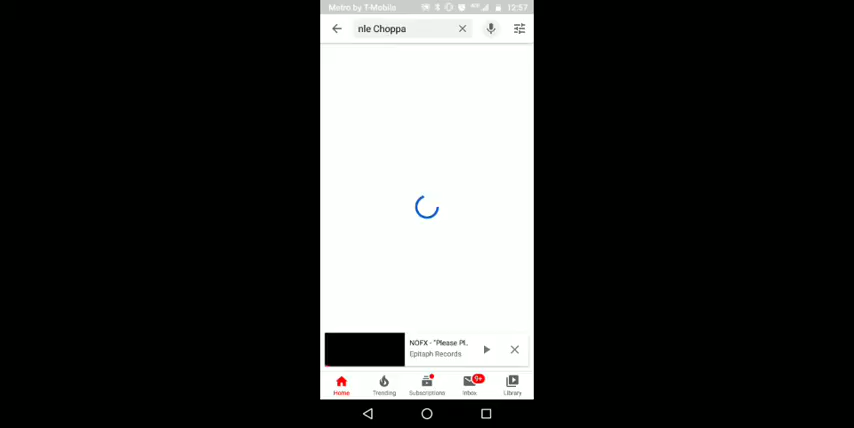 Metro by T-Mobile 12:57
nle Choppa
NOFX - "Please Pl..
Epitaph Records
9+
Home Trending Subscriptions Inbox Library